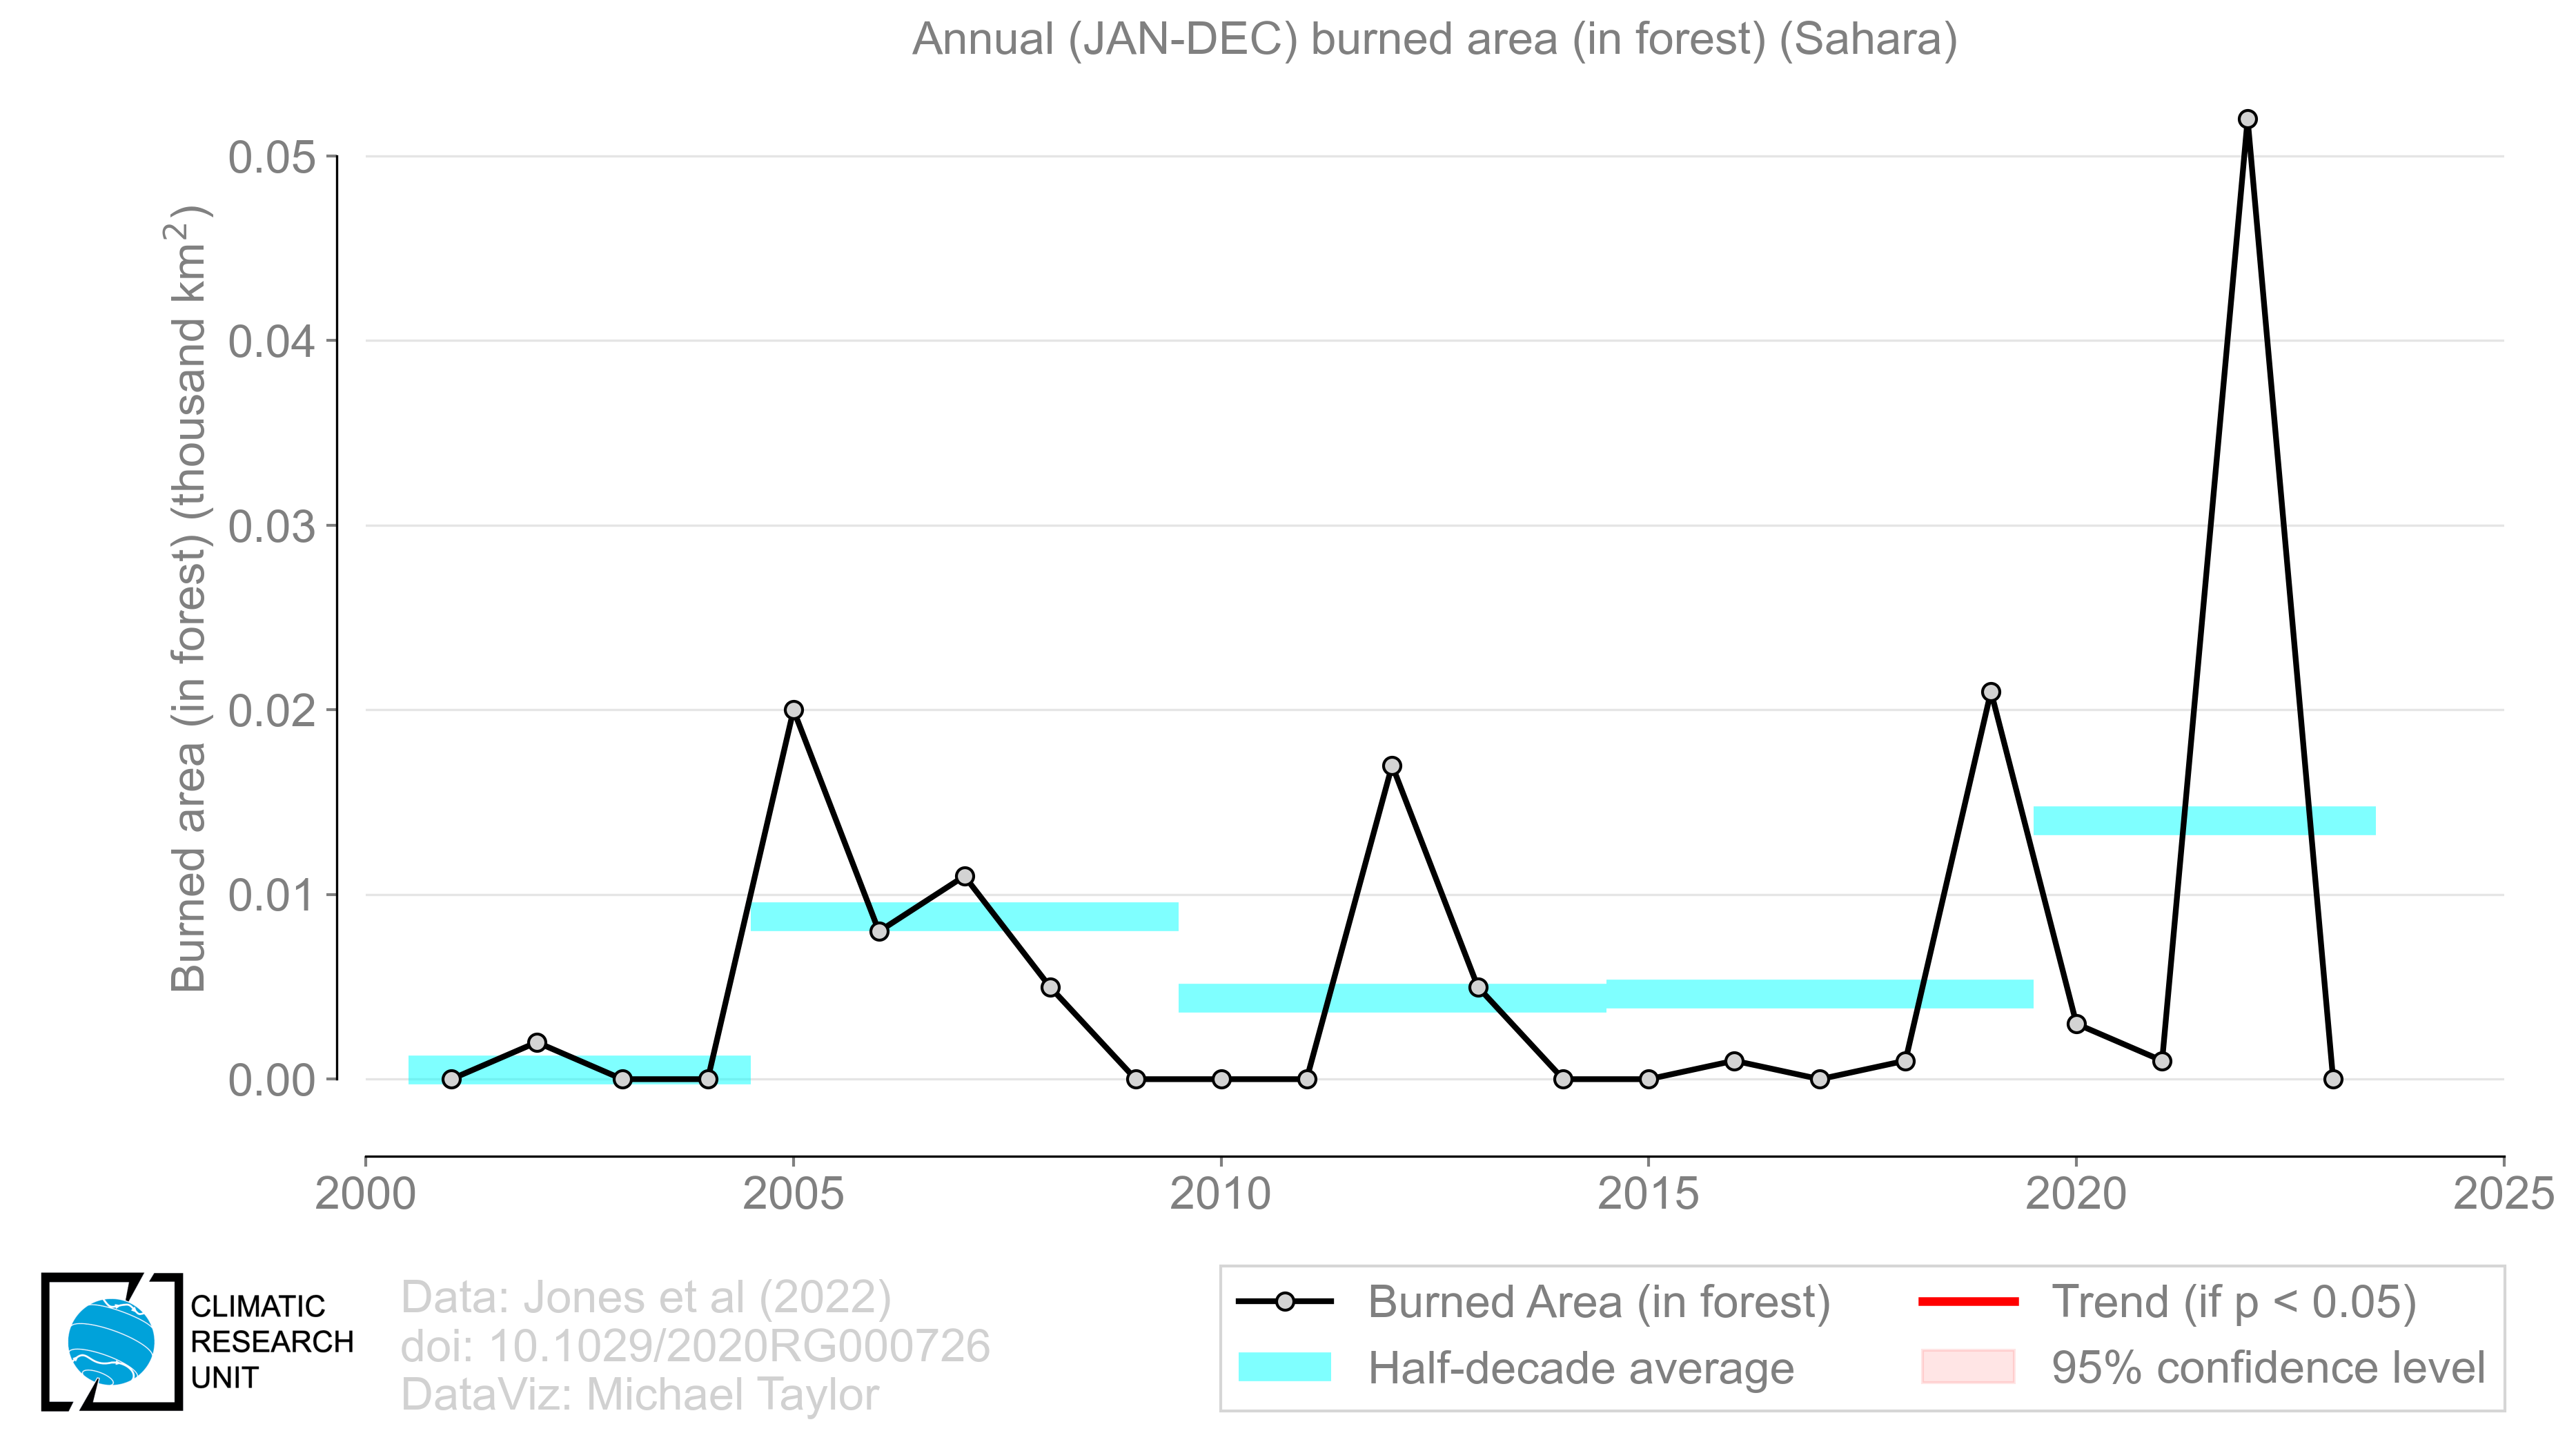 Annual (JAN-DEC) burned area (in forest) (Sahara)
Burned area (in forest) (thousand km²)
0.05
0.04
0.03
0.02
0.01
0.00
2000
2005
2010
2015
2020
2025
CLIMATIC
RESEARCH
UNIT
Data: Jones et al (2022)
doi: 10.1029/2020RG000726
DataViz: Michael Taylor
Burned Area (in forest)
Half-decade average
Trend (if p < 0.05)
95% confidence level